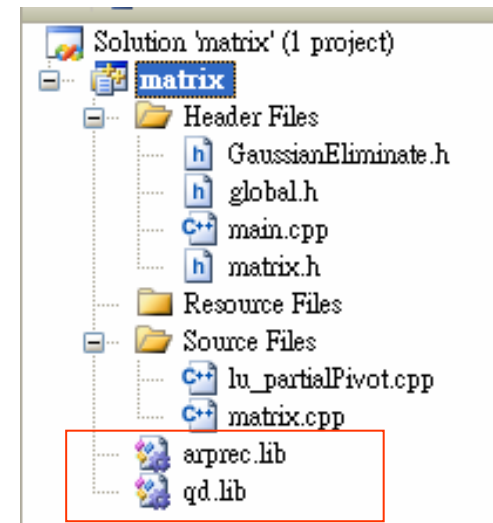 Solution 'matrix' (1 project)
matrix
Header Files
GaussianEliminate.h
global.h
main.cpp
matrix.h
Resource Files
Source Files
lu_partialPivot.cpp
matrix.cpp
arprec.lib
qd.lib